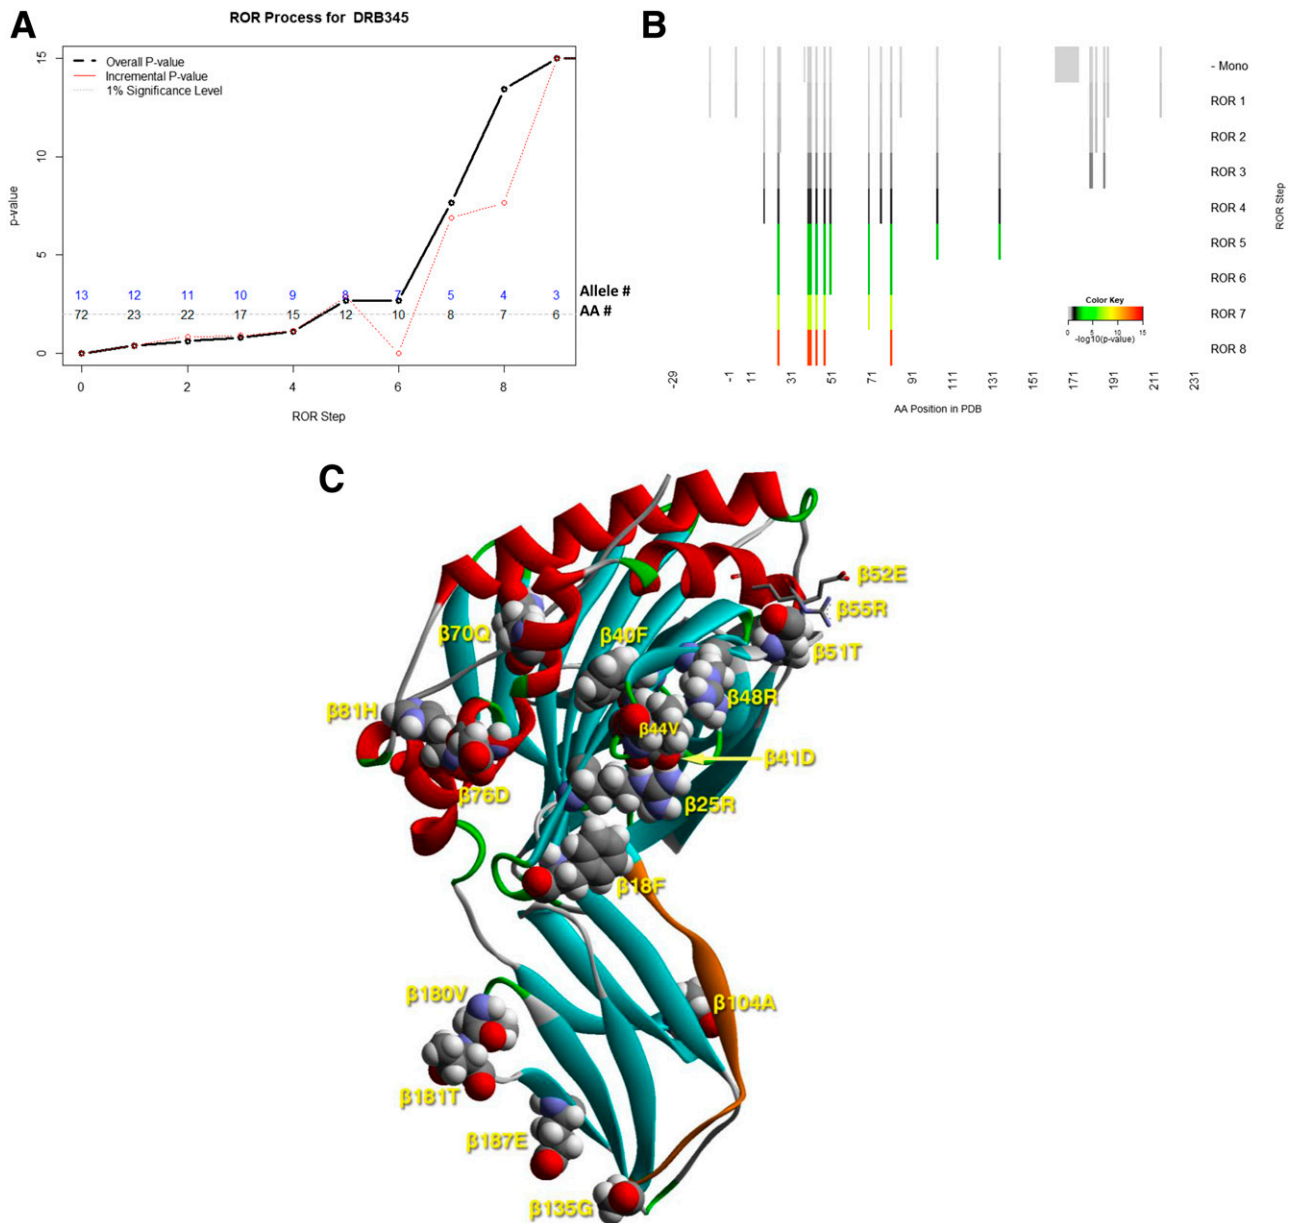 A
ROR Process for DRB345
Overall P-value
Incremental P-value
1% Significance Level
15
10
5
0
p-value
13 12 11 10 9 8 7 5 4 3 Allele #
72 23 22 17 15 12 10 8 7 6 AA #
0 2 4 6 8
ROR Step
B
- Mono
ROR 1
ROR 2
ROR 3
ROR 4
ROR 5
ROR 6
ROR 7
ROR 8
ROR Step
Color Key
0 5 10 15
-log10(p-value)
-29 -1 11 31 51 71 91 111 131 151 171 191 211 231
AA Position in PDB
C
β52E
β55R
β70Q
β40F
β51T
β48R
β81H
β44V
β41D
β76D
β25R
β18F
β180V
β104A
β181T
β187E
β135G